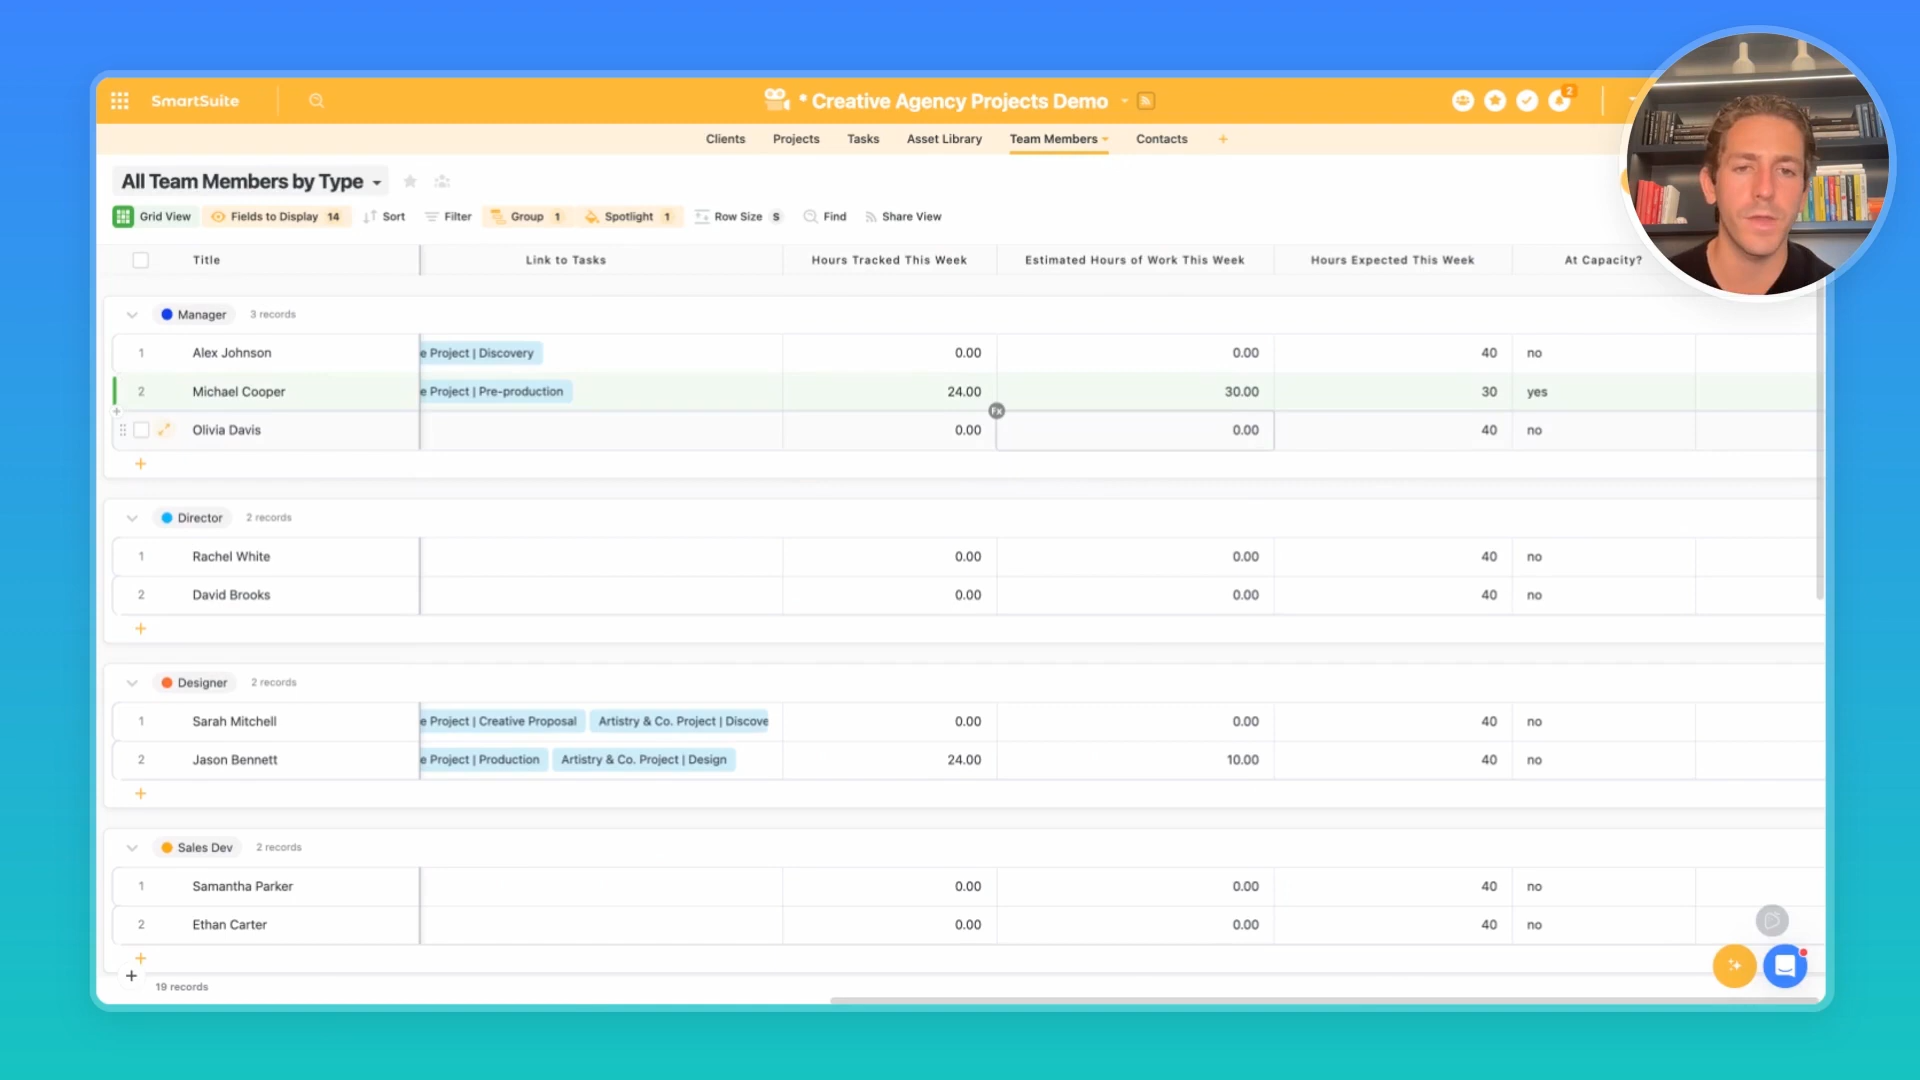 SmartSuite
* Creative Agency Projects Demo
2
Clients Projects Tasks Asset Library Team Members Contacts +
All Team Members by Type
Grid View Fields to Display 14 Sort Filter Group 1 Spotlight 1 Row Size S Find Share View
Title Link to Tasks Hours Tracked This Week Estimated Hours of Work This Week Hours Expected This Week At Capacity?
Manager 3 records
1 Alex Johnson e Project | Discovery 0.00 0.00 40 no
2 Michael Cooper e Project | Pre-production 24.00 30.00 30 yes
Fx
Olivia Davis 0.00 0.00 40 no
+
Director 2 records
1 Rachel White 0.00 0.00 40 no
2 David Brooks 0.00 0.00 40 no
+
Designer 2 records
1 Sarah Mitchell e Project | Creative Proposal Artistry & Co. Project | Discove 0.00 0.00 40 no
2 Jason Bennett e Project | Production Artistry & Co. Project | Design 24.00 10.00 40 no
+
Sales Dev 2 records
1 Samantha Parker 0.00 0.00 40 no
2 Ethan Carter 0.00 0.00 40 no
+
+
19 records